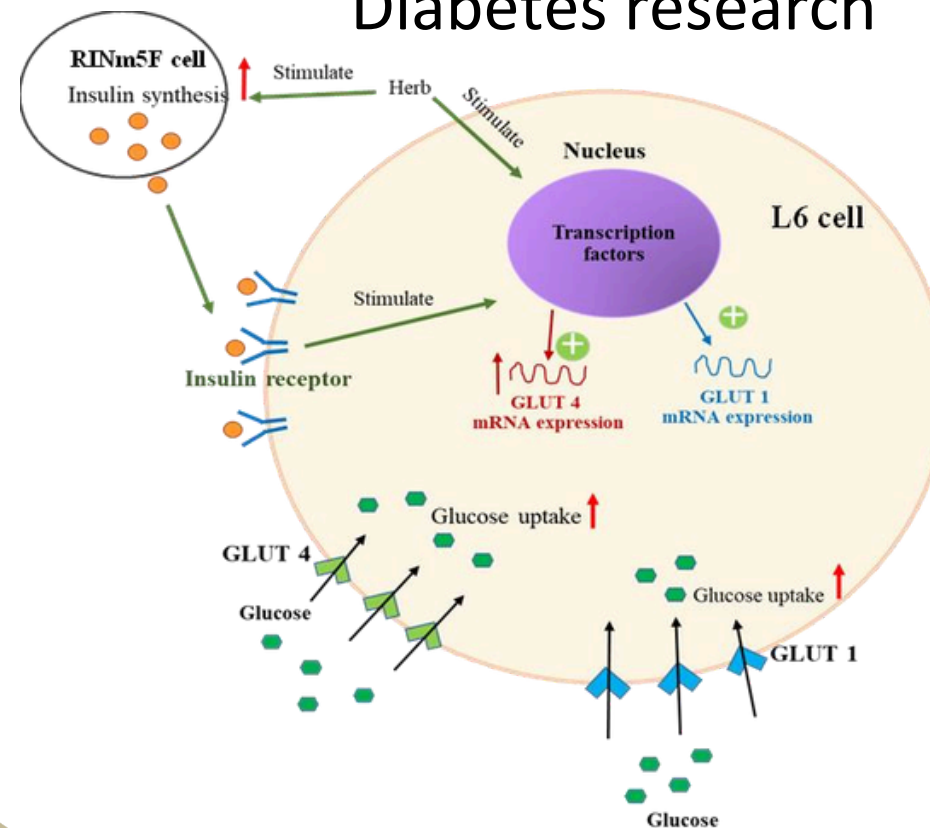 Diabetes research
RINm5F cell
Insulin synthesis
Stimulate
Herb
Stimulate
Nucleus
Transcription
factors
L6 cell
Stimulate
Insulin receptor
GLUT 4
mRNA expression
GLUT 1
mRNA expression
Glucose uptake
GLUT 4
Glucose
Glucose uptake
GLUT 1
Glucose